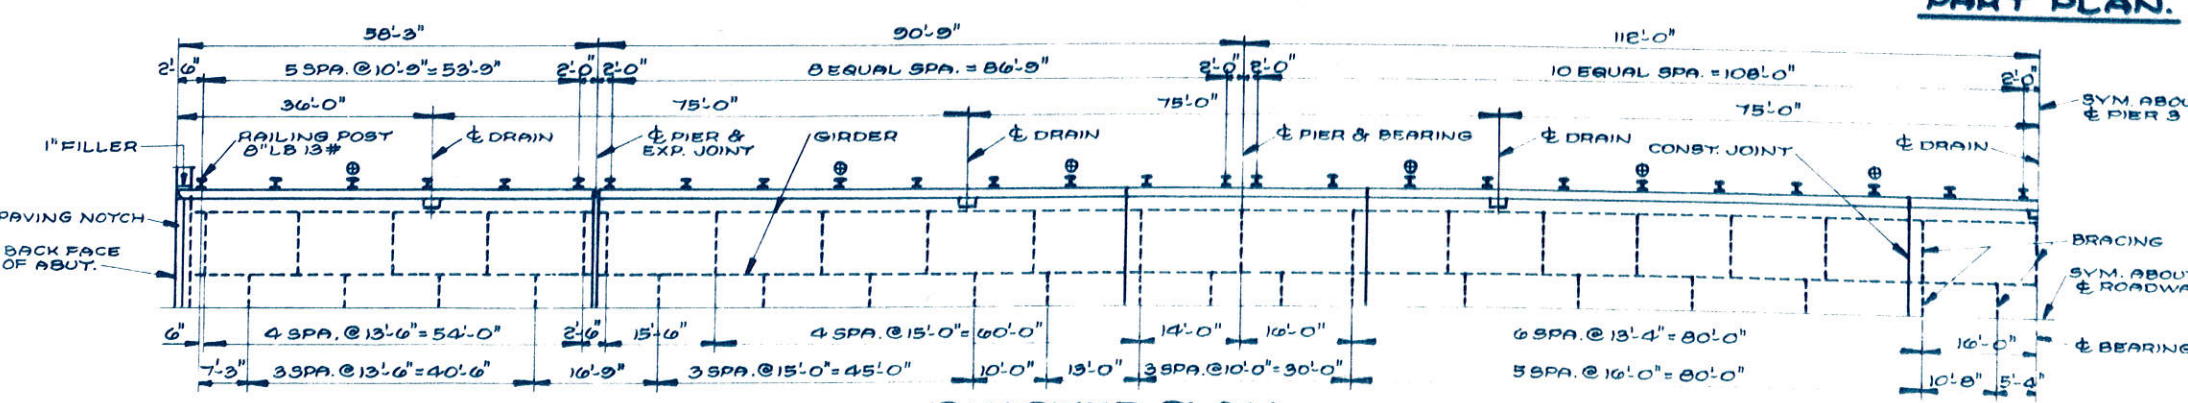 PART PLAN.
58'-3"
90'-9"
112'-0"
2'-6"
5 SPA. @ 10'-9" = 53'-9"
2'-0"
2'-0"
8 EQUAL SPA. = 86'-9"
2'-0"
2'-0"
10 EQUAL SPA. = 108'-0"
2'-0"
36'-0"
75'-0"
75'-0"
75'-0"
SYM. ABOU
℄ PIER 3
1" FILLER
RAILING POST
8" LB 13#
℄ DRAIN
℄ PIER &
EXP. JOINT
GIRDER
℄ DRAIN
℄ PIER & BEARING
℄ DRAIN
CONST. JOINT
℄ DRAIN
PAVING NOTCH
BACK FACE
OF ABUT.
BRACING
SYM. ABOUT
℄ ROADWA
6"
4 SPA. @ 13'-6" = 54'-0"
2'-6"
15'-6"
4 SPA. @ 15'-0" = 60'-0"
14'-0"
16'-0"
6 SPA. @ 13'-4" = 80'-0"
16'-0"
℄ BEARING
7'-3"
3 SPA. @ 13'-6" = 40'-6"
16'-9"
3 SPA. @ 15'-0" = 45'-0"
10'-0"
13'-0"
3 SPA. @ 10'-0" = 30'-0"
5 SPA. @ 16'-0" = 80'-0"
10'-8"
5'-4"